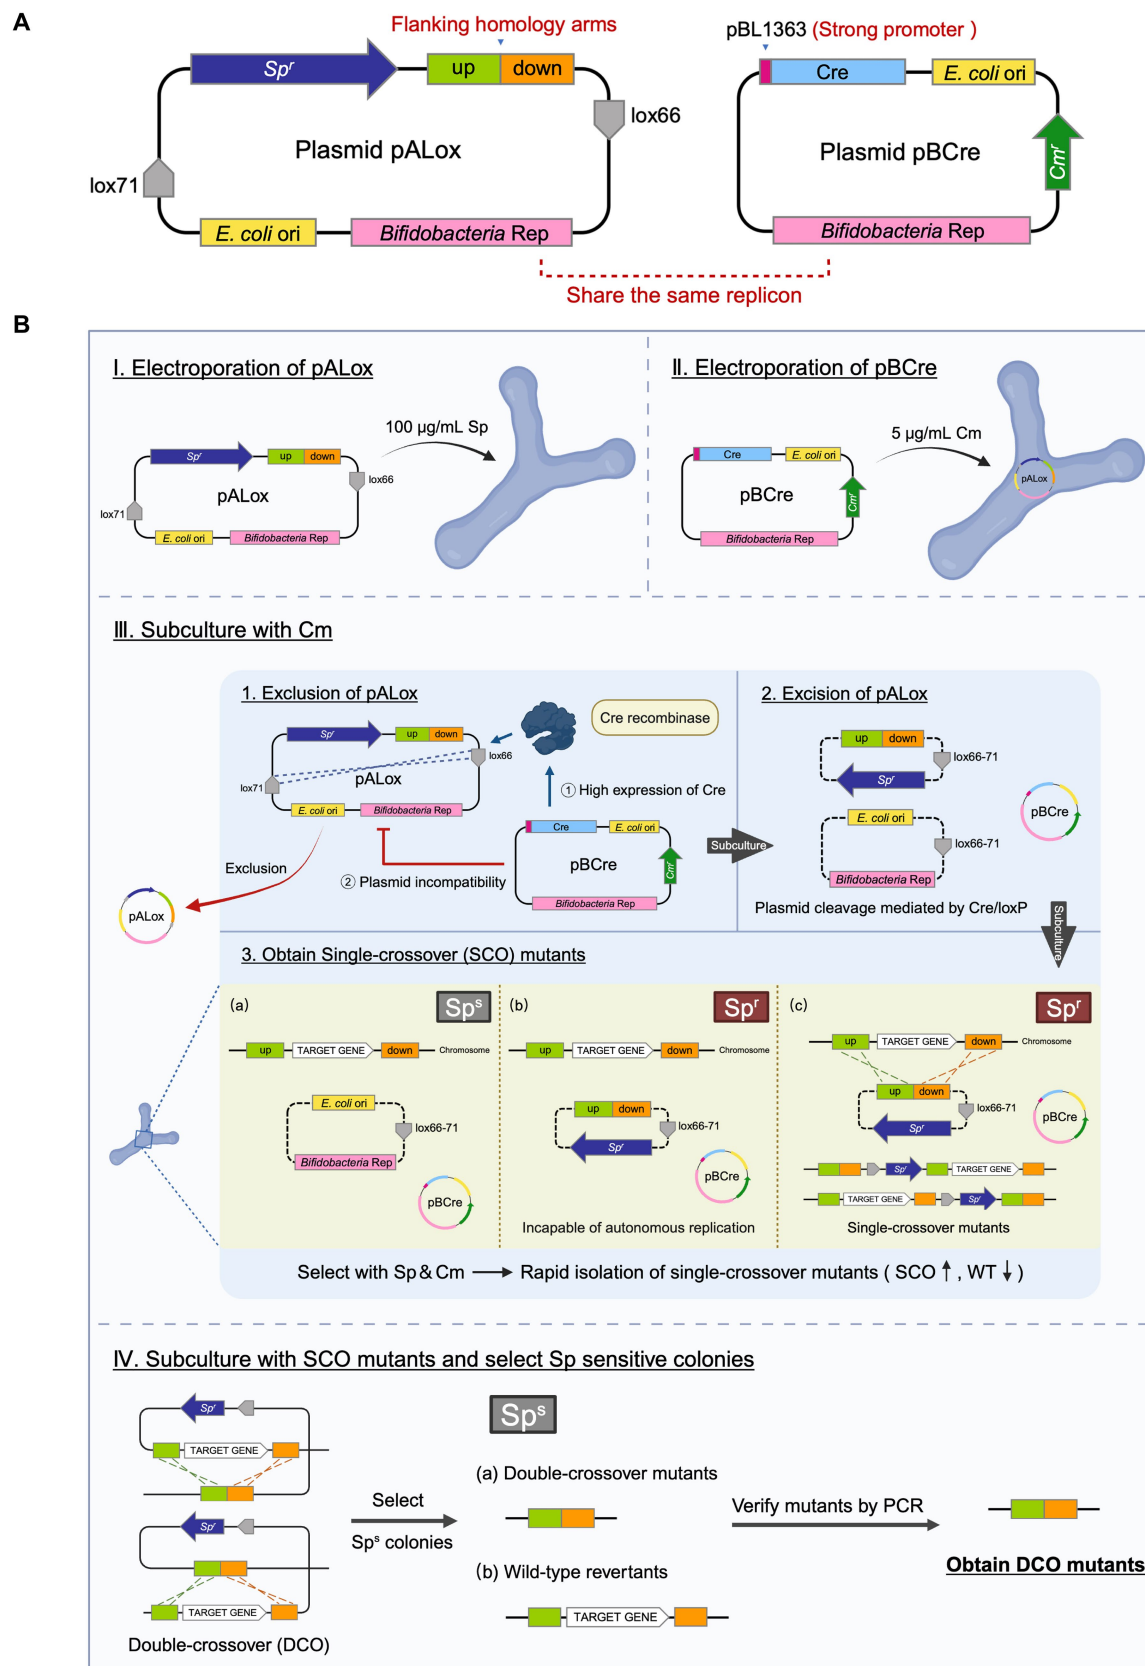 A
Flanking homology arms
Spʳ
up
down
lox66
Plasmid pALox
lox71
E. coli ori
Bifidobacteria Rep
pBL1363 (Strong promoter )
Cre
E. coli ori
Plasmid pBCre
Cmʳ
Bifidobacteria Rep
Share the same replicon
B
Ⅰ. Electroporation of pALox
100 μg/mL Sp
Spʳ
up
down
lox66
pALox
lox71
E. coli ori
Bifidobacteria Rep
Ⅱ. Electroporation of pBCre
5 μg/mL Cm
Cre
E. coli ori
pBCre
Cmʳ
Bifidobacteria Rep
pALox
Ⅲ. Subculture with Cm
1. Exclusion of pALox
Cre recombinase
Spʳ
up
down
lox66
pALox
lox71
E. coli ori
Bifidobacteria Rep
① High expression of Cre
Cre
E. coli ori
pBCre
Cmʳ
Bifidobacteria Rep
② Plasmid incompatibility
Exclusion
pALox
Subculture
2. Excision of pALox
up
down
lox66-71
Spʳ
E. coli ori
lox66-71
Bifidobacteria Rep
pBCre
Plasmid cleavage mediated by Cre/loxP
Subculture
3. Obtain Single-crossover (SCO) mutants
(a)
Spˢ
up
TARGET GENE
down
Chromosome
E. coli ori
lox66-71
Bifidobacteria Rep
pBCre
(b)
Spʳ
up
TARGET GENE
down
Chromosome
up
down
lox66-71
Spʳ
pBCre
Incapable of autonomous replication
(c)
Spʳ
up
TARGET GENE
down
Chromosome
up
down
lox66-71
Spʳ
pBCre
Spʳ
TARGET GENE
TARGET GENE
Spʳ
Single-crossover mutants
Select with Sp & Cm → Rapid isolation of single-crossover mutants ( SCO ↑ , WT ↓ )
Ⅳ. Subculture with SCO mutants and select Sp sensitive colonies
Spʳ
TARGET GENE
Spʳ
TARGET GENE
Double-crossover (DCO)
Select
Spˢ colonies
Spˢ
(a) Double-crossover mutants
(b) Wild-type revertants
TARGET GENE
Verify mutants by PCR
Obtain DCO mutants